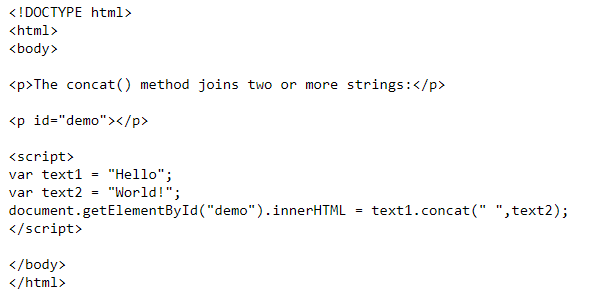 <!DOCTYPE html>
<html>
<body>
<p>The concat() method joins two or more strings:</p>
<p id="demo"></p>
<script>
var text1 = "Hello";
var text2 = "World!";
document.getElementById("demo").innerHTML = text1.concat(" ",text2);
</script>
</body>
</html>